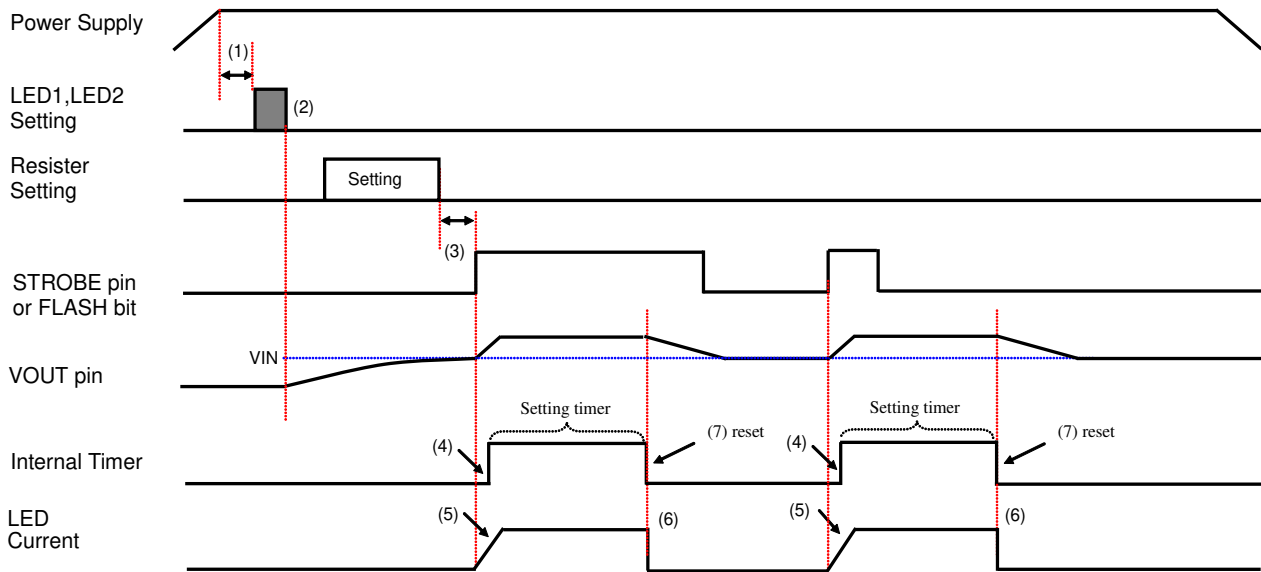 Power Supply
(1)
LED1,LED2
Setting
(2)
Resister
Setting
Setting
(3)
STROBE pin
or FLASH bit
VIN
VOUT pin
Setting timer
Setting timer
(4)
(7) reset
(4)
(7) reset
Internal Timer
LED
Current
(5)
(6)
(5)
(6)